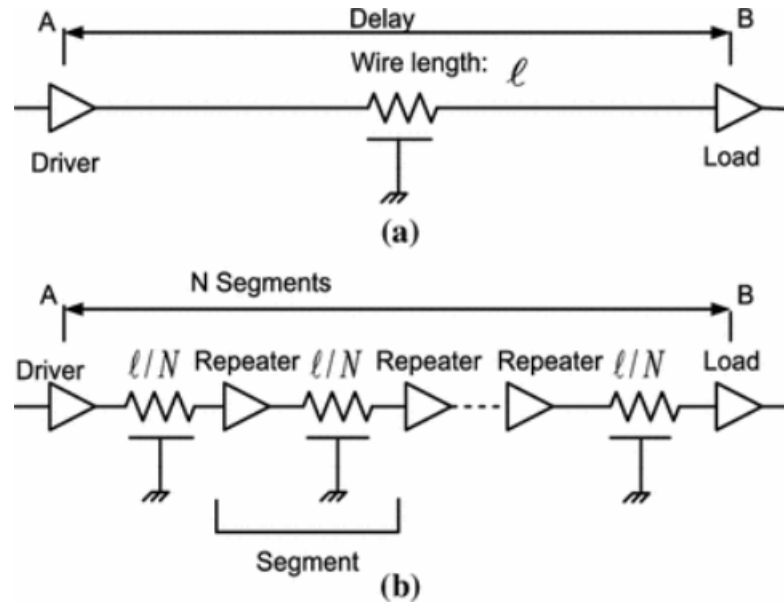 A Delay B
Wire length: ℓ
Driver Load
(a)
A N Segments B
Driver ℓ/N Repeater ℓ/N Repeater Repeater ℓ/N Load
Segment
(b)